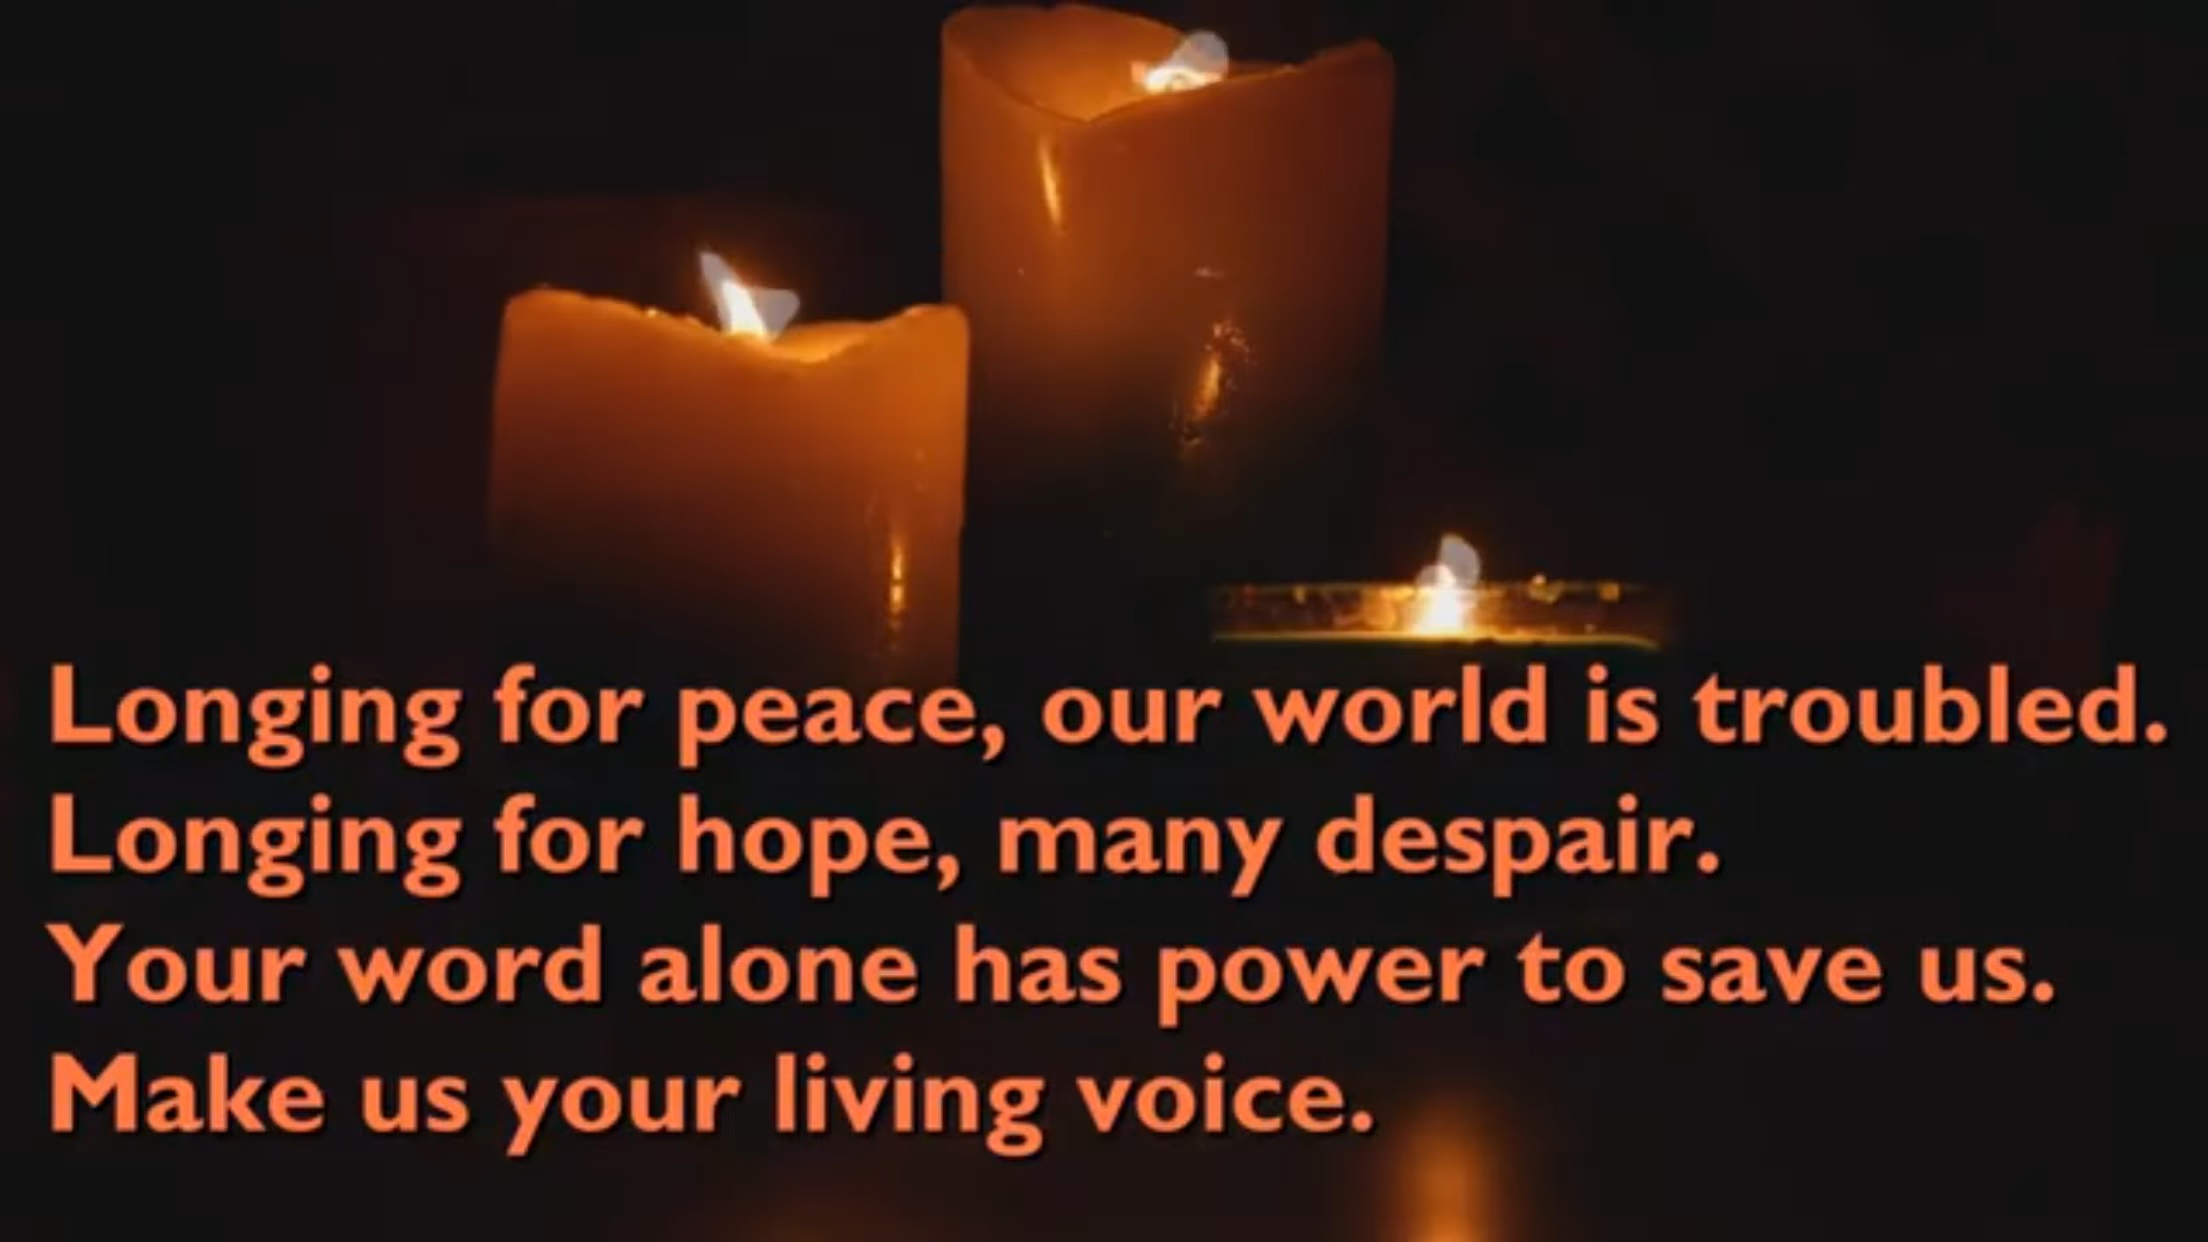 Longing for peace, our world is troubled.
Longing for hope, many despair.
Your word alone has power to save us.
Make us your living voice.